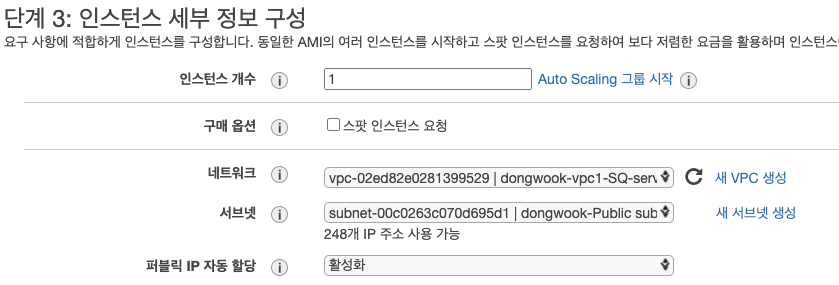 단계 3: 인스턴스 세부 정보 구성
요구 사항에 적합하게 인스턴스를 구성합니다. 동일한 AMI의 여러 인스턴스를 시작하고 스팟 인스턴스를 요청하여 보다 저렴한 요금을 활용하며 인스턴스
인스턴스 개수 i 1 Auto Scaling 그룹 시작 i
구매 옵션 i 스팟 인스턴스 요청
네트워크 i vpc-02ed82e0281399529 | dongwook-vpc1-SQ-serv 새 VPC 생성
서브넷 i subnet-00c0263c070d695d1 | dongwook-Public sub 새 서브넷 생성
248개 IP 주소 사용 가능
퍼블릭 IP 자동 할당 i 활성화